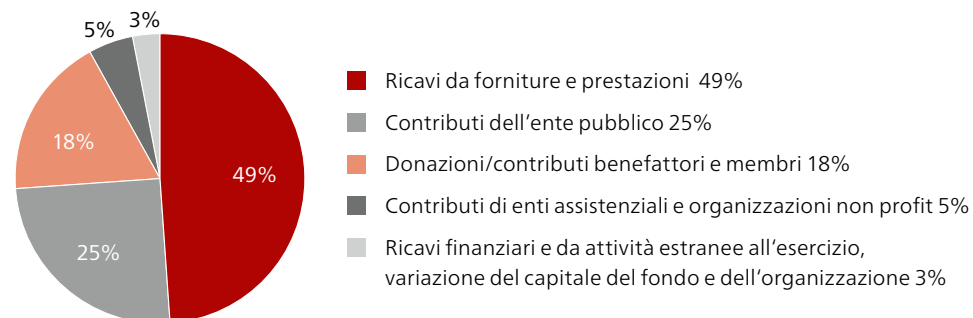 3%
5%
18%
49%
25%
Ricavi da forniture e prestazioni 49%
Contributi dell'ente pubblico 25%
Donazioni/contributi benefattori e membri 18%
Contributi di enti assistenziali e organizzazioni non profit 5%
Ricavi finanziari e da attività estranee all'esercizio,
variazione del capitale del fondo e dell'organizzazione 3%